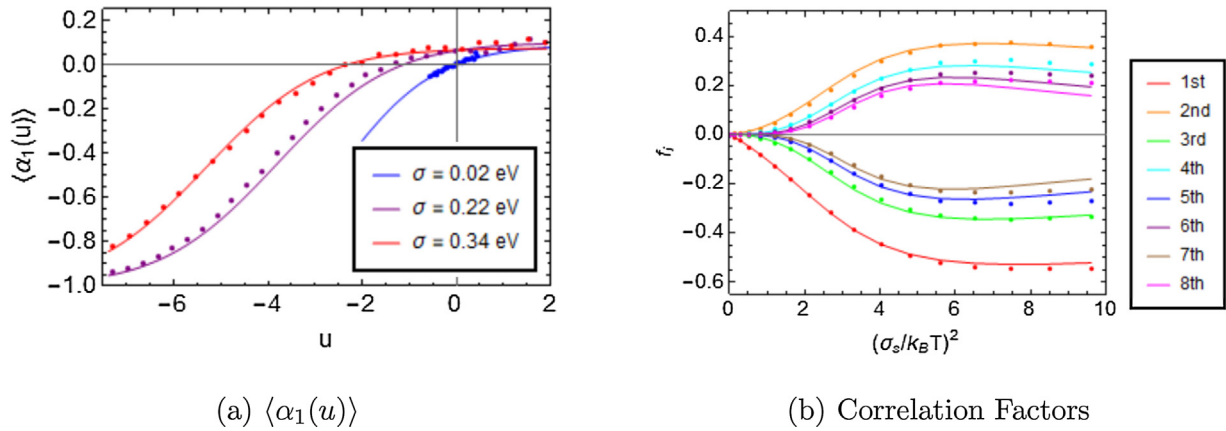 0.2
0.0
−0.2
−0.4
−0.6
−0.8
−1.0
⟨α₁(u)⟩
−6
−4
−2
0
2
u
σ = 0.02 eV
σ = 0.22 eV
σ = 0.34 eV
0.4
0.2
0.0
−0.2
−0.4
−0.6
fᵢ
0
2
4
6
8
10
(σₛ/k_BT)²
1st
2nd
3rd
4th
5th
6th
7th
8th
(a) ⟨α₁(u)⟩
(b) Correlation Factors